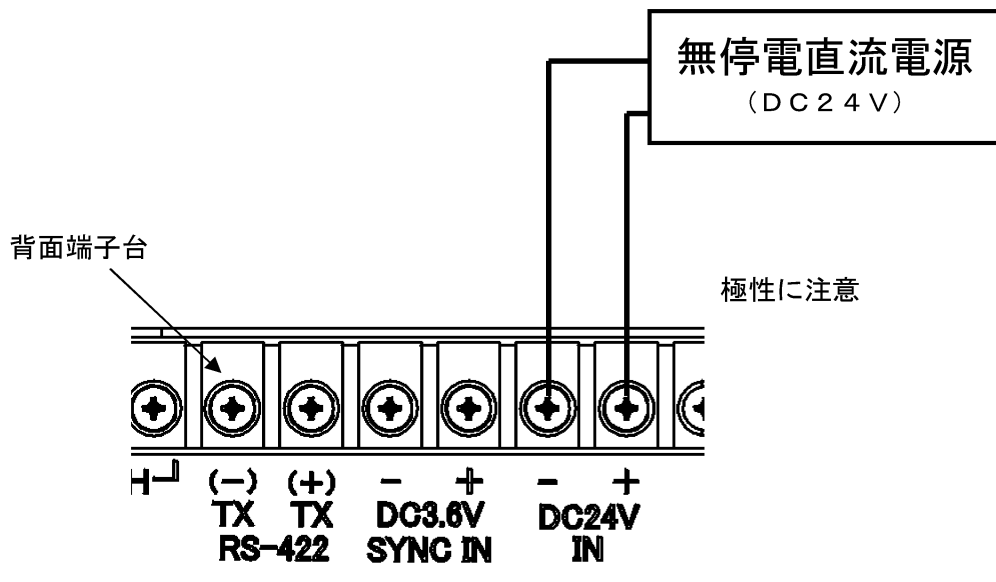 無停電直流電源
（DC24V）
背面端子台
極性に注意
H
(−) (+) − + − +
TX TX DC3.6V DC24V
RS-422 SYNC IN IN